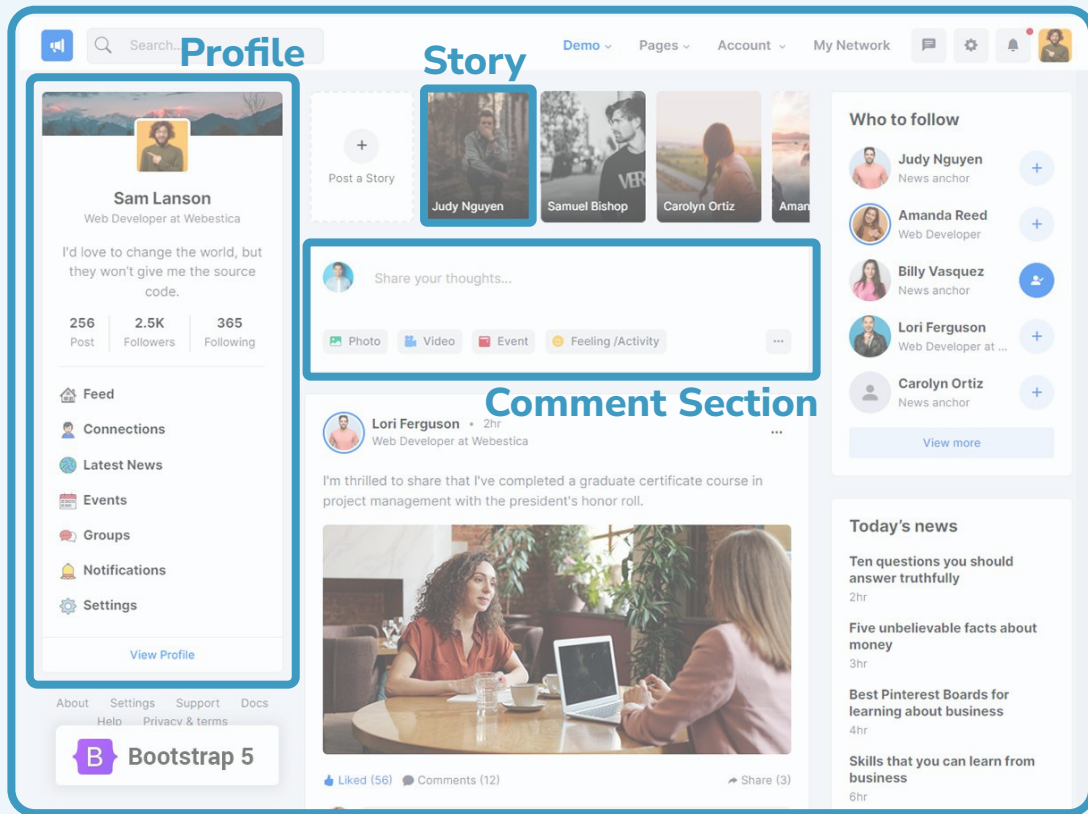 Search...
Demo
Pages
Account
My Network
Profile
Sam Lanson
Web Developer at Webestica
I'd love to change the world, but
they won't give me the source
code.
256
Post
2.5K
Followers
365
Following
Feed
Connections
Latest News
Events
Groups
Notifications
Settings
View Profile
About Settings Support Docs
Help Privacy & terms
B Bootstrap 5
Story
+
Post a Story
Judy Nguyen
Samuel Bishop
VER
Carolyn Ortiz
Aman
Share your thoughts...
Photo
Video
Event
Feeling /Activity
...
Comment Section
Lori Ferguson • 2hr
Web Developer at Webestica
...
I'm thrilled to share that I've completed a graduate certificate course in
project management with the president's honor roll.
Liked (56)
Comments (12)
Share (3)
Who to follow
Judy Nguyen
News anchor
+
Amanda Reed
Web Developer
+
Billy Vasquez
News anchor
Lori Ferguson
Web Developer at ...
+
Carolyn Ortiz
News anchor
+
View more
Today's news
Ten questions you should
answer truthfully
2hr
Five unbelievable facts about
money
3hr
Best Pinterest Boards for
learning about business
4hr
Skills that you can learn from
business
6hr